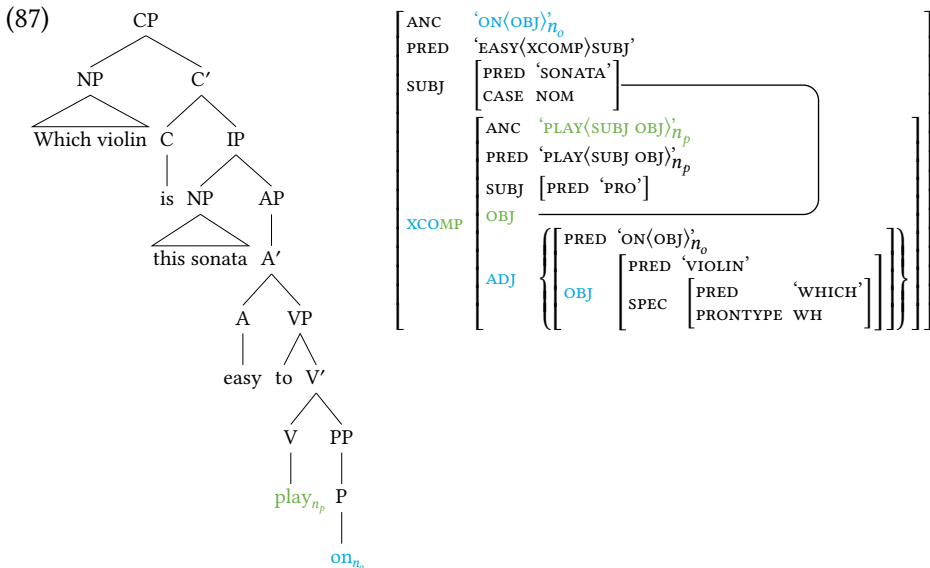 (87)
CP
NP C′
Which violin C IP
is NP AP
this sonata A′
A VP
easy to V′
V PP
play_{n_p} P
on_{n_o}
ANC ‘ON⟨OBJ⟩’_{n_o}
PRED ‘EASY⟨XCOMP⟩SUBJ’
SUBJ [PRED ‘SONATA’
CASE NOM]
XCOMP
ANC ‘PLAY⟨SUBJ OBJ⟩’_{n_p}
PRED ‘PLAY⟨SUBJ OBJ⟩’_{n_p}
SUBJ [PRED ‘PRO’]
OBJ
ADJ
PRED ‘ON⟨OBJ⟩’_{n_o}
OBJ
PRED ‘VIOLIN’
SPEC [PRED ‘WHICH’
PRONTYPE WH]